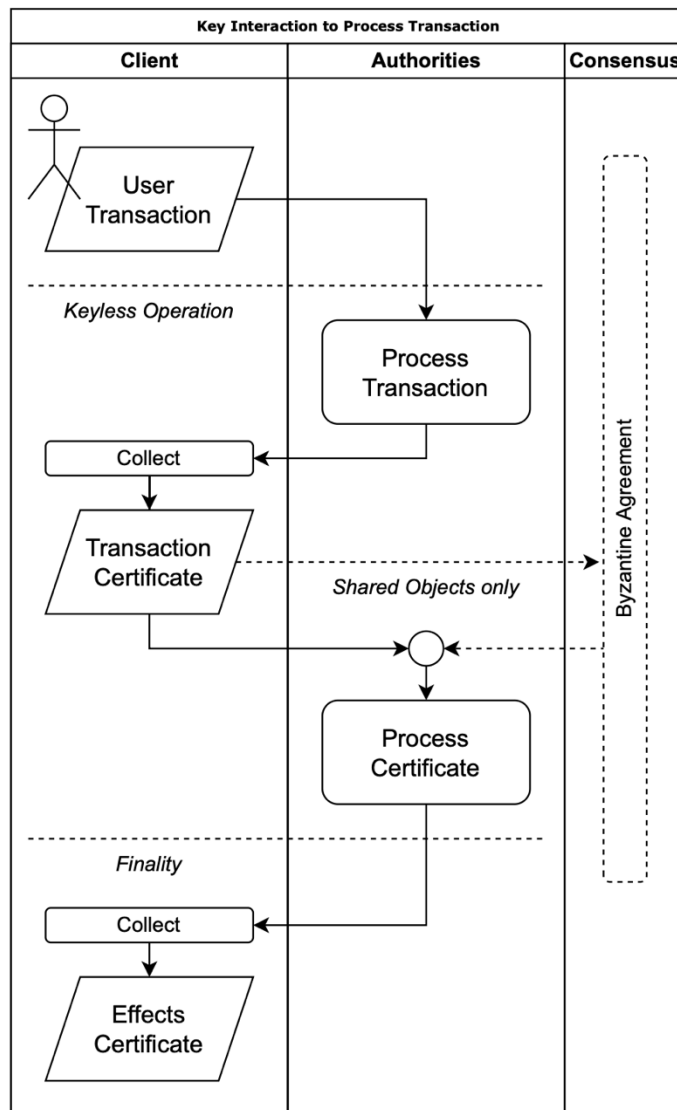 Key Interaction to Process Transaction
Client
Authorities
Consensus
User
Transaction
Keyless Operation
Process
Transaction
Collect
Transaction
Certificate
Shared Objects only
Byzantine Agreement
Process
Certificate
Finality
Collect
Effects
Certificate